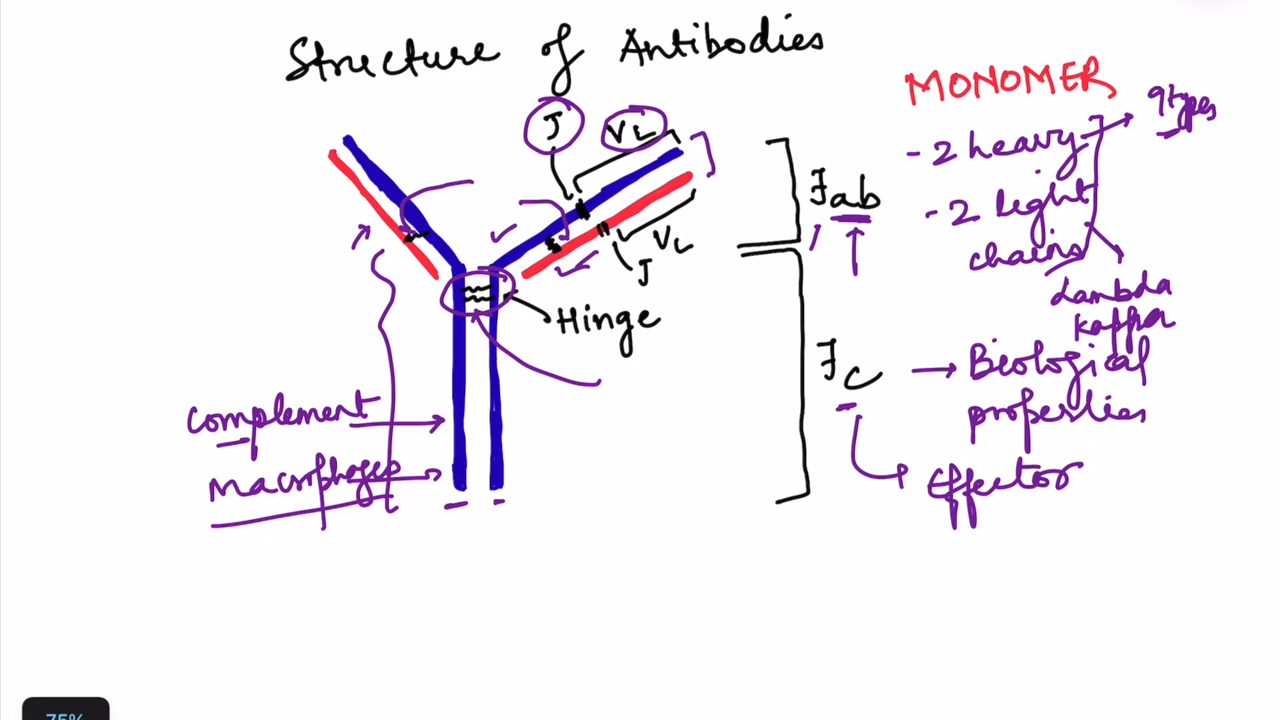 Structure of Antibodies
MONOMER
- 2 heavy
9 types
- 2 light
chains
Lambda
Kappa
J
VL
VL
J
Hinge
Fab
Fc
Biological
properties
Effector
complement
macrophages
75%